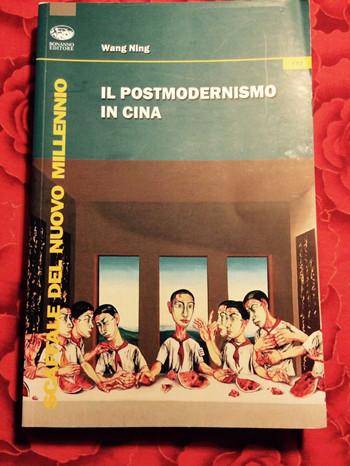 BONANNO
EDITORE
Wang Ning
IL POSTMODERNISMO
IN CINA
SCAFFALE DEL NUOVO MILLENNIO